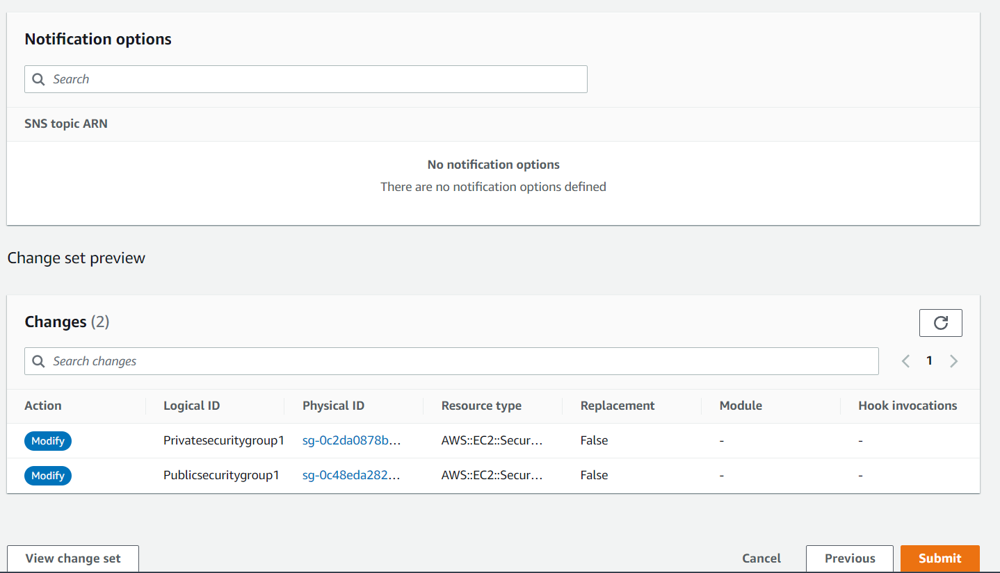 Notification options
Search
SNS topic ARN
No notification options
There are no notification options defined
Change set preview
Changes (2)
Search changes
1
Action Logical ID Physical ID Resource type Replacement Module Hook invocations
Modify Privatesecuritygroup1 sg-0c2da0878b... AWS::EC2::Secur... False - -
Modify Publicsecuritygroup1 sg-0c48eda282... AWS::EC2::Secur... False - -
View change set Cancel Previous Submit